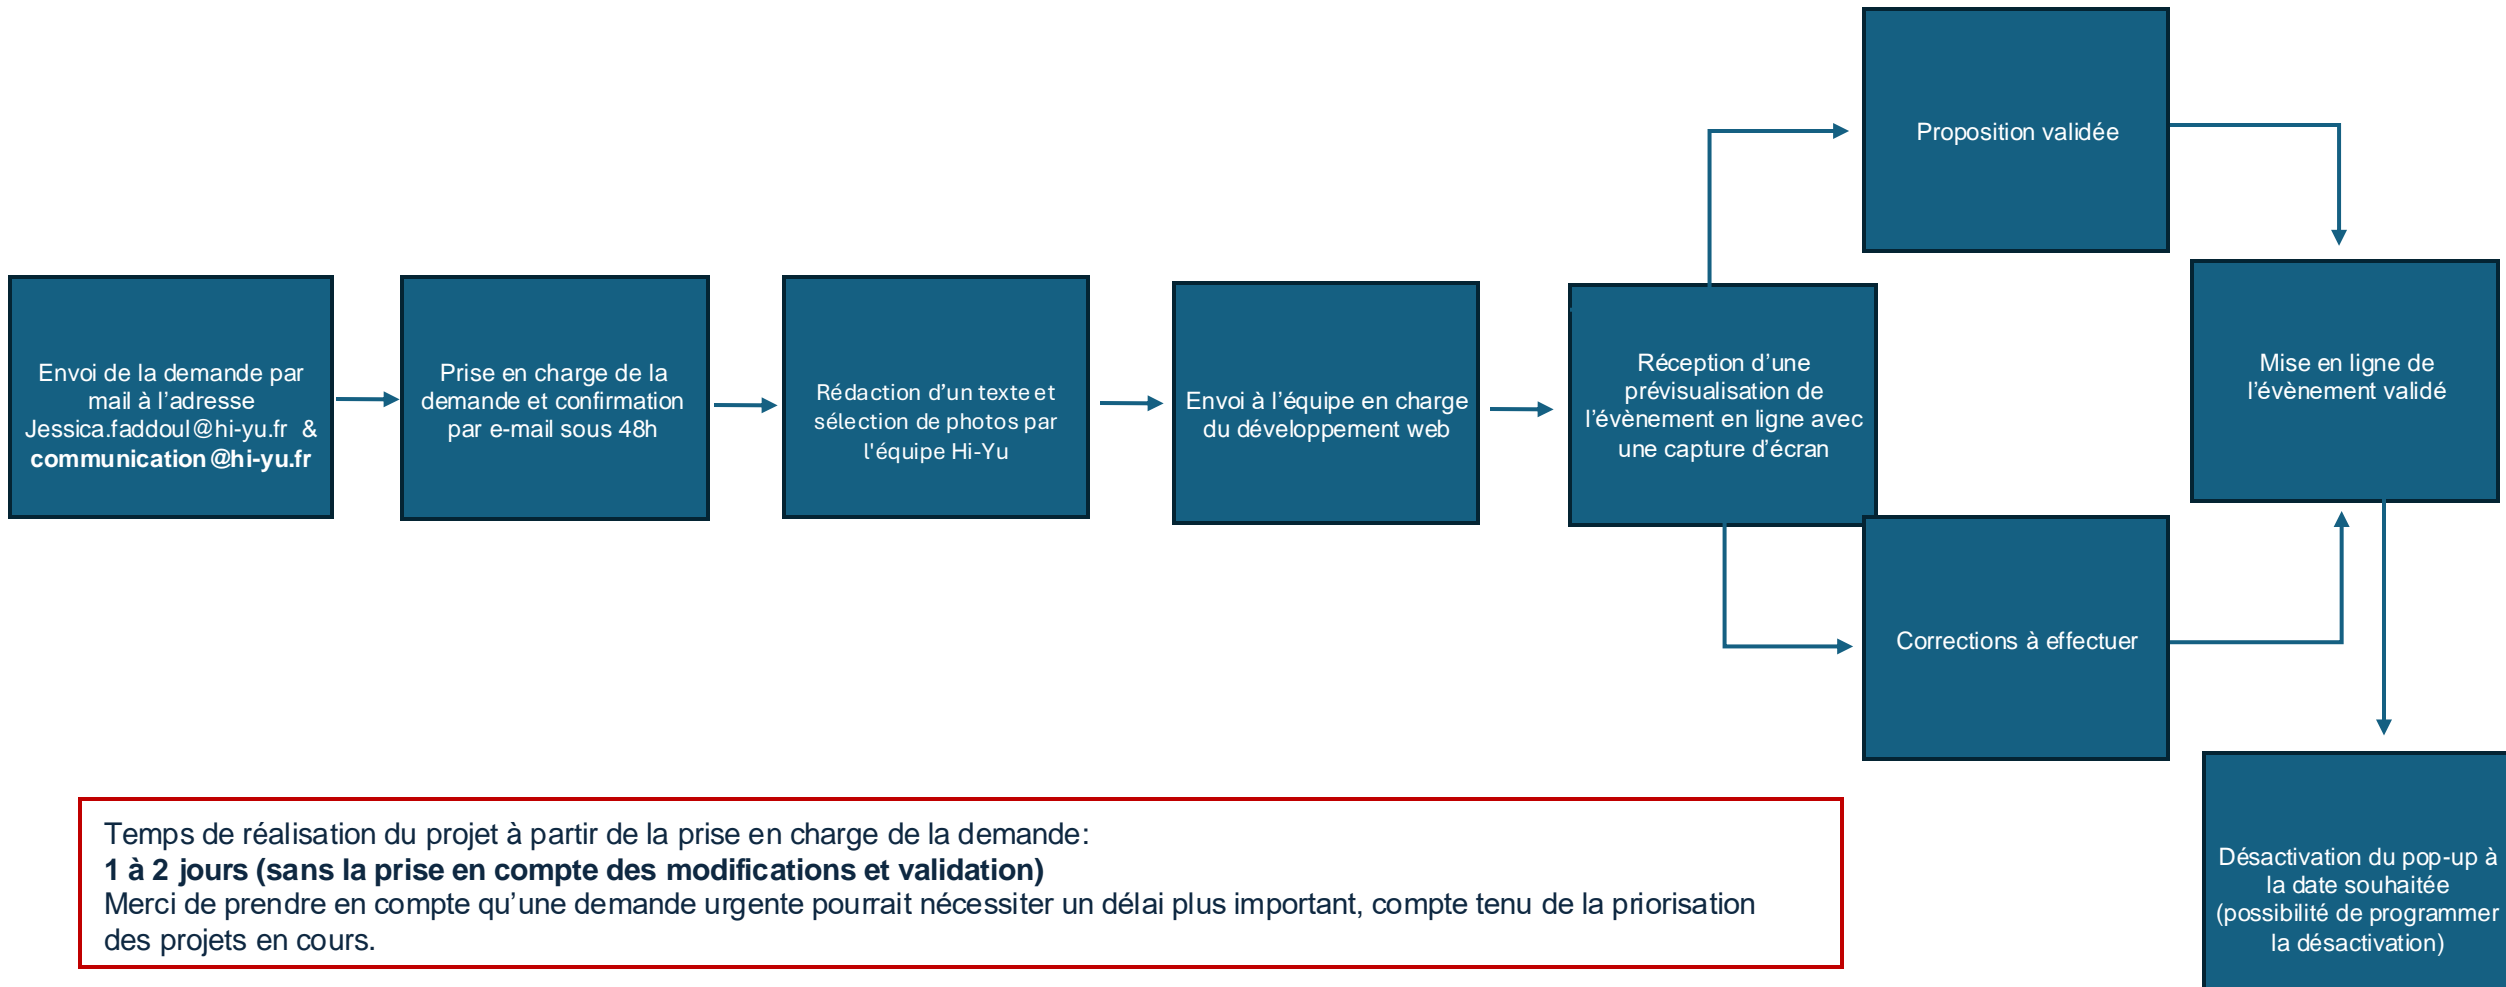 Envoi de la demande par
mail à l’adresse
Jessica.faddoul@hi-yu.fr &
communication@hi-yu.fr
Prise en charge de la
demande et confirmation
par e-mail sous 48h
Rédaction d’un texte et
sélection de photos par
l'équipe Hi-Yu
Envoi à l’équipe en charge
du développement web
Réception d’une
prévisualisation de
l’évènement en ligne avec
une capture d’écran
Proposition validée
Corrections à effectuer
Mise en ligne de
l’évènement validé
Désactivation du pop-up à
la date souhaitée
(possibilité de programmer
la désactivation)
Temps de réalisation du projet à partir de la prise en charge de la demande:
1 à 2 jours (sans la prise en compte des modifications et validation)
Merci de prendre en compte qu’une demande urgente pourrait nécessiter un délai plus important, compte tenu de la priorisation
des projets en cours.